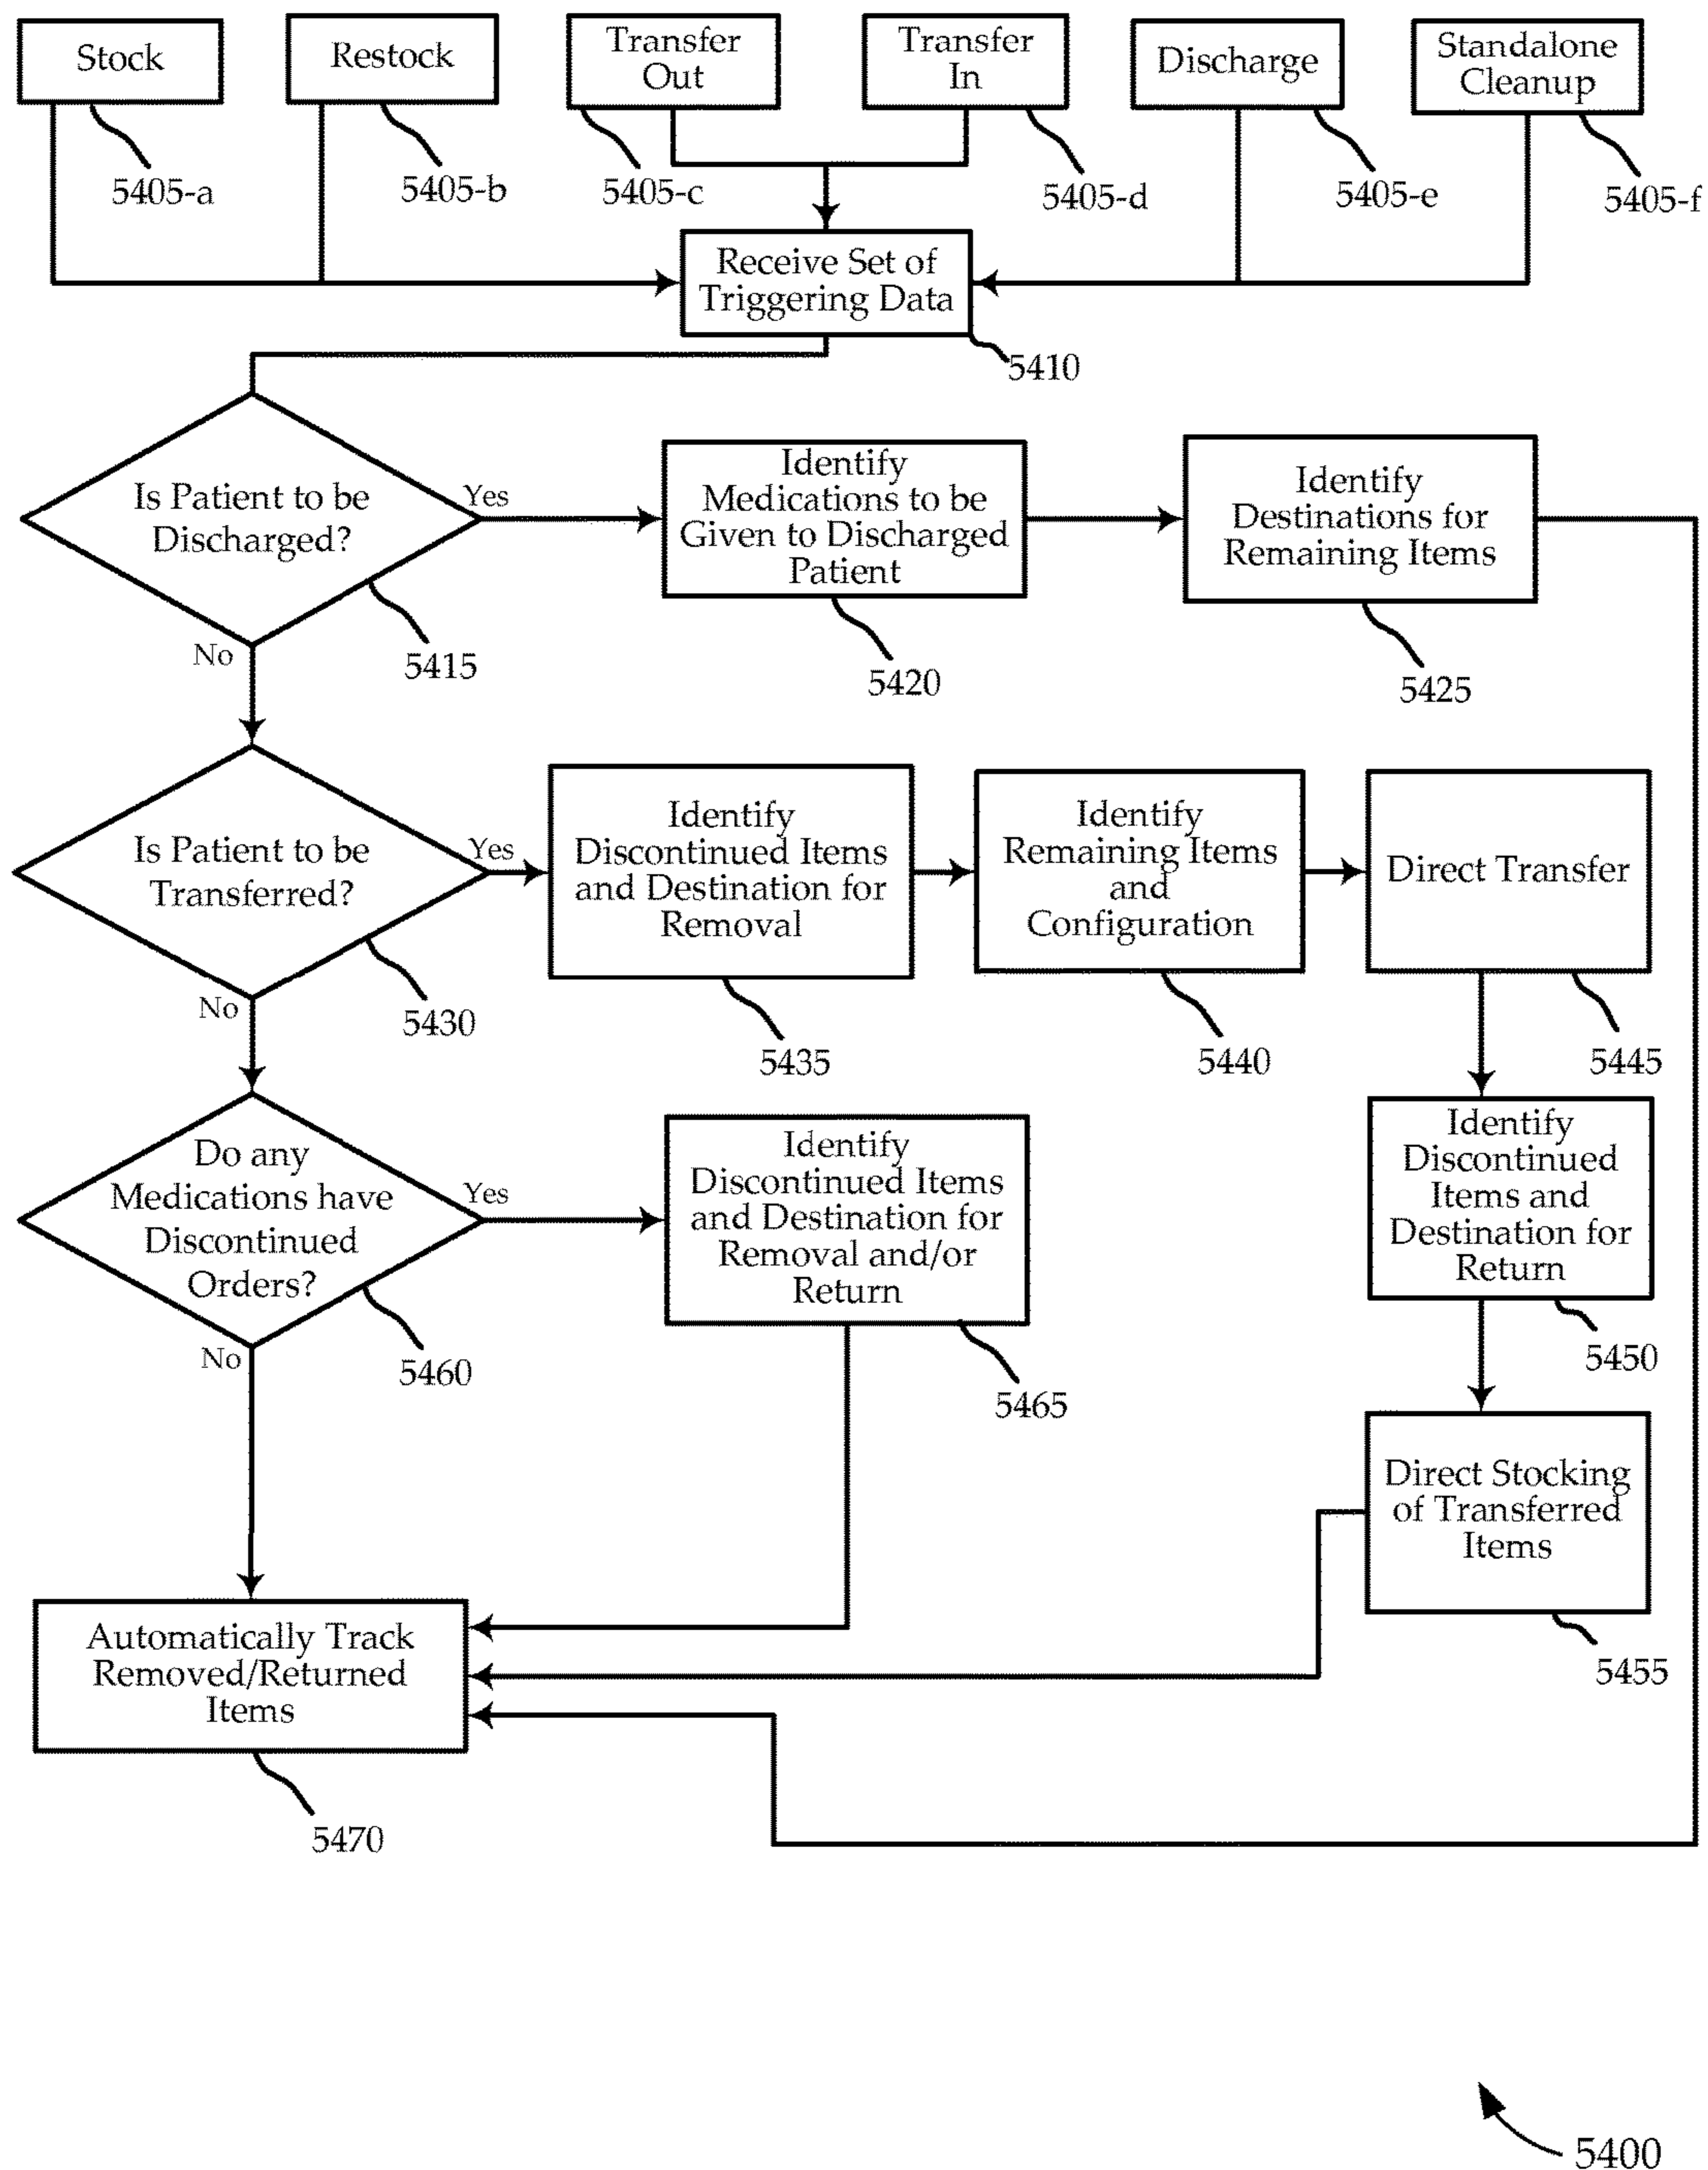 Stock
Restock
Transfer
Out
Transfer
In
Discharge
Standalone
Cleanup
5405-a
5405-b
5405-c
5405-d
5405-e
5405-f
Receive Set of
Triggering Data
5410
Is Patient to be
Discharged?
Yes
No
5415
Identify
Medications to be
Given to Discharged
Patient
5420
Identify
Destinations for
Remaining Items
5425
Is Patient to be
Transferred?
Yes
No
5430
Identify
Discontinued Items
and Destination for
Removal
5435
Identify
Remaining Items
and
Configuration
5440
Direct Transfer
5445
Do any
Medications have
Discontinued
Orders?
Yes
No
5460
Identify
Discontinued Items
and Destination for
Removal and/or
Return
5465
Identify
Discontinued
Items and
Destination for
Return
5450
Direct Stocking
of Transferred
Items
5455
Automatically Track
Removed/Returned
Items
5470
5400